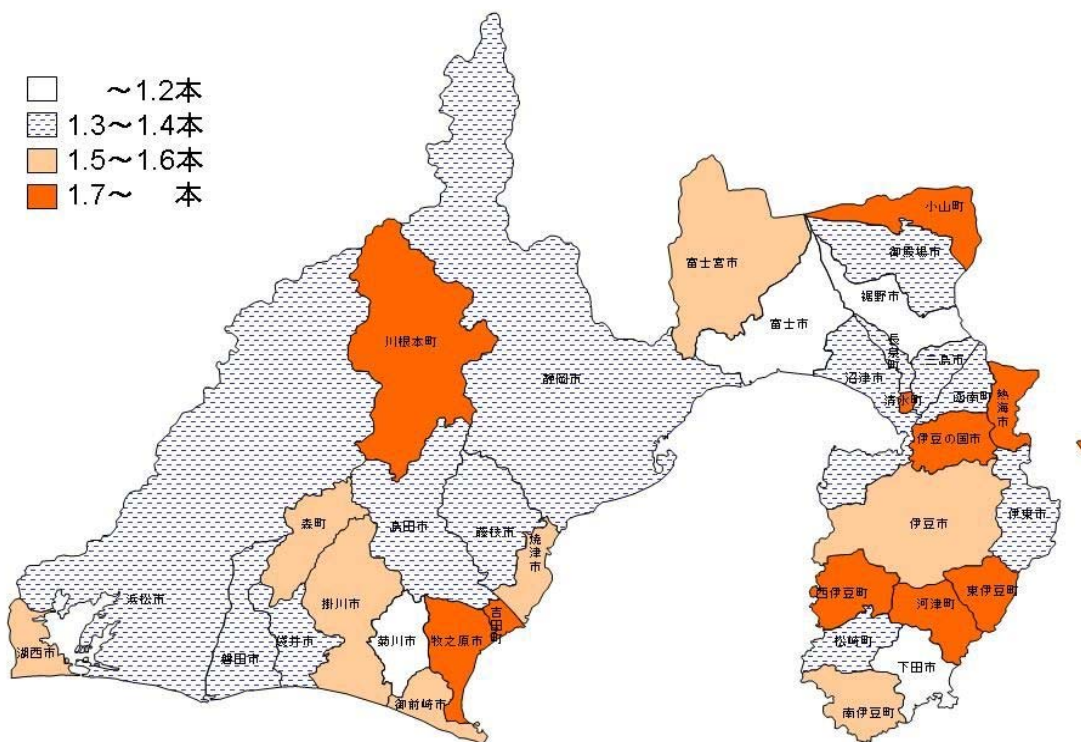 ～1.2本
1.3～1.4本
1.5～1.6本
1.7～　本
小山町
御殿場市
富士宮市
裾野市
富士市
長泉町
三島市
川根本町
静岡市
沼津市
清水町
函南町
熱海市
伊豆の国市
森町
島田市
藤枝市
焼津市
伊豆市
伊東市
浜松市
掛川市
西伊豆町
河津町
東伊豆町
湖西市
磐田市
袋井市
菊川市
牧之原市
吉田町
松崎町
下田市
御前崎市
南伊豆町